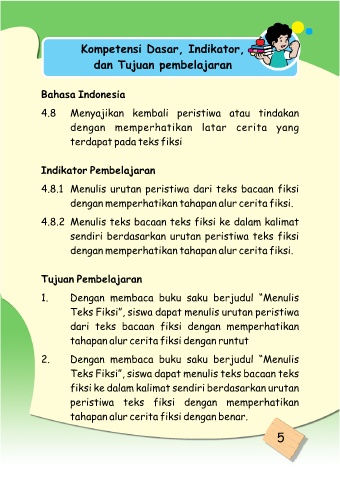 Kompetensi Dasar, Indikator,
dan Tujuan pembelajaran
Bahasa Indonesia
4.8 Menyajikan kembali peristiwa atau tindakan
dengan memperhatikan latar cerita yang
terdapat pada teks fiksi
Indikator Pembelajaran
4.8.1 Menulis urutan peristiwa dari teks bacaan fiksi
dengan memperhatikan tahapan alur cerita fiksi.
4.8.2 Menulis teks bacaan teks fiksi ke dalam kalimat
sendiri berdasarkan urutan peristiwa teks fiksi
dengan memperhatikan tahapan alur cerita fiksi.
Tujuan Pembelajaran
1. Dengan membaca buku saku berjudul “Menulis
Teks Fiksi”, siswa dapat menulis urutan peristiwa
dari teks bacaan fiksi dengan memperhatikan
tahapan alur cerita fiksi dengan runtut
2. Dengan membaca buku saku berjudul “Menulis
Teks Fiksi”, siswa dapat menulis teks bacaan teks
fiksi ke dalam kalimat sendiri berdasarkan urutan
peristiwa teks fiksi dengan memperhatikan
tahapan alur cerita fiksi dengan benar.
5